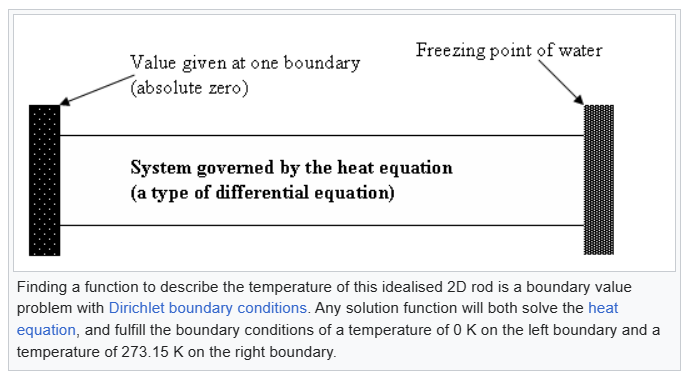 Value given at one boundary
(absolute zero)
Freezing point of water
System governed by the heat equation
(a type of differential equation)
Finding a function to describe the temperature of this idealised 2D rod is a boundary value
problem with Dirichlet boundary conditions. Any solution function will both solve the heat
equation, and fulfill the boundary conditions of a temperature of 0 K on the left boundary and a
temperature of 273.15 K on the right boundary.